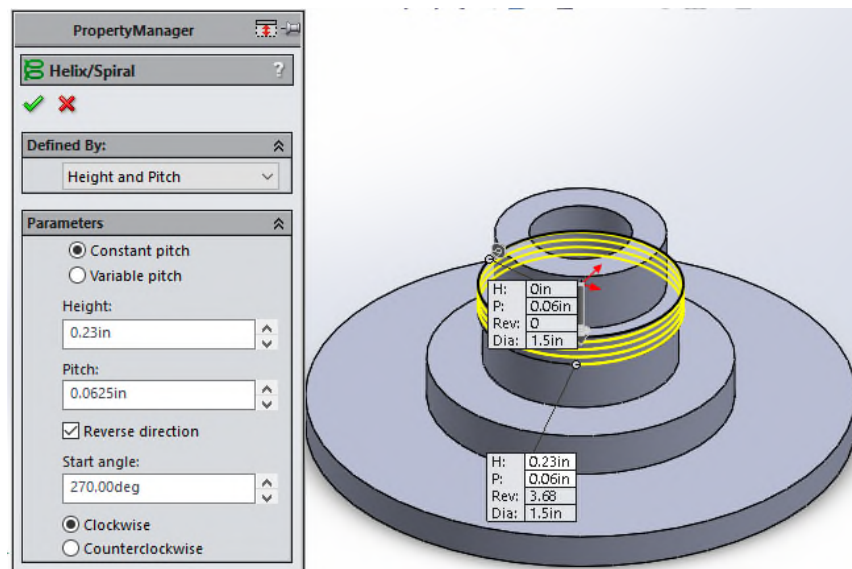 PropertyManager
Helix/Spiral
?
Defined By:
Height and Pitch
Parameters
Constant pitch
Variable pitch
Height:
0.23in
Pitch:
0.0625in
Reverse direction
Start angle:
270.00deg
Clockwise
Counterclockwise
H: 0in
P: 0.06in
Rev: 0
Dia: 1.5in
H: 0.23in
P: 0.06in
Rev: 3.68
Dia: 1.5in